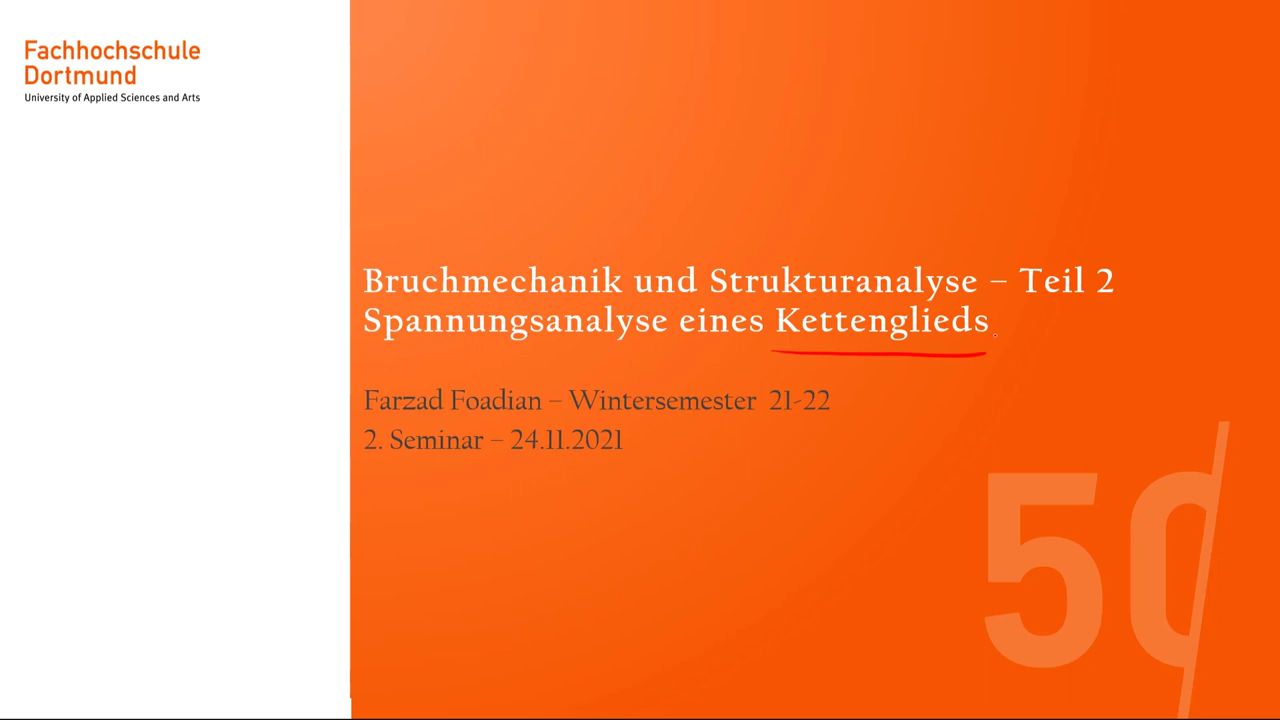 Fachhochschule
Dortmund
University of Applied Sciences and Arts
Bruchmechanik und Strukturanalyse – Teil 2
Spannungsanalyse eines Kettenglieds
Farzad Foadian – Wintersemester 21-22
2. Seminar – 24.11.2021
50